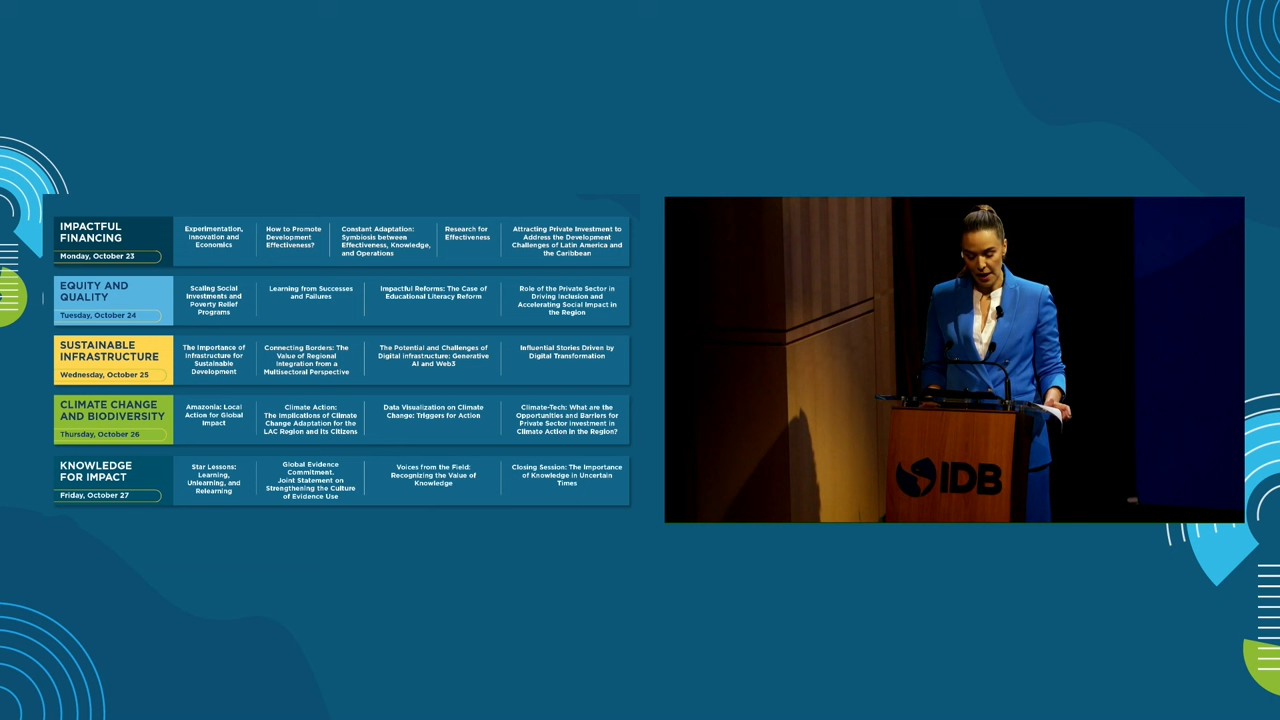 IMPACTFUL
FINANCING
Monday, October 23
Experimation,
Innovation and
Economics
How to Promote
Development
Effectiveness?
Constant Adaptation:
Symbiosis between
Effectiveness, Knowledge,
and Operations
Research for
Effectiveness
Attracting Private Investment to
Address the Development
Challenges of Latin America and
the Caribbean
EQUITY AND
QUALITY
Tuesday, October 24
Scaling Social
Investments and
Poverty Relief
Programs
Learning from Successes
and Failures
Impactful Reforms: The Case of
Educational Literacy Reform
Role of the Private Sector in
Driving Inclusion and
Accelerating Social Impact in
the Region
SUSTAINABLE
INFRASTRUCTURE
Wednesday, October 25
The Importance of
Infrastructure for
Sustainable
Development
Connecting Borders: The
Value of Regional
Integration from a
Multisectoral Perspective
The Potential and Challenges of
Digital infrastructure: Generative
AI and Web3
Influential Stories Driven by
Digital Transformation
CLIMATE CHANGE
AND BIODIVERSITY
Thursday, October 26
Amazonia: Local
Action for Global
Impact
Climate Action:
The Implications of Climate
Change Adaptation for the
LAC Region and Its Citizens
Data Visualization on Climate
Change: Triggers for Action
Climate-Tech: What are the
Opportunities and Barriers for
Private Sector investment in
Climate Action in the Region?
KNOWLEDGE
FOR IMPACT
Friday, October 27
Star Lessons:
Learning,
Unlearning, and
Relearning
Global Evidence
Commitment.
Joint Statement on
Strengthening the Culture
of Evidence Use
Voices from the Field:
Recognizing the Value of
Knowledge
Closing Session: The Importance
of Knowledge in Uncertain
Times
IDB